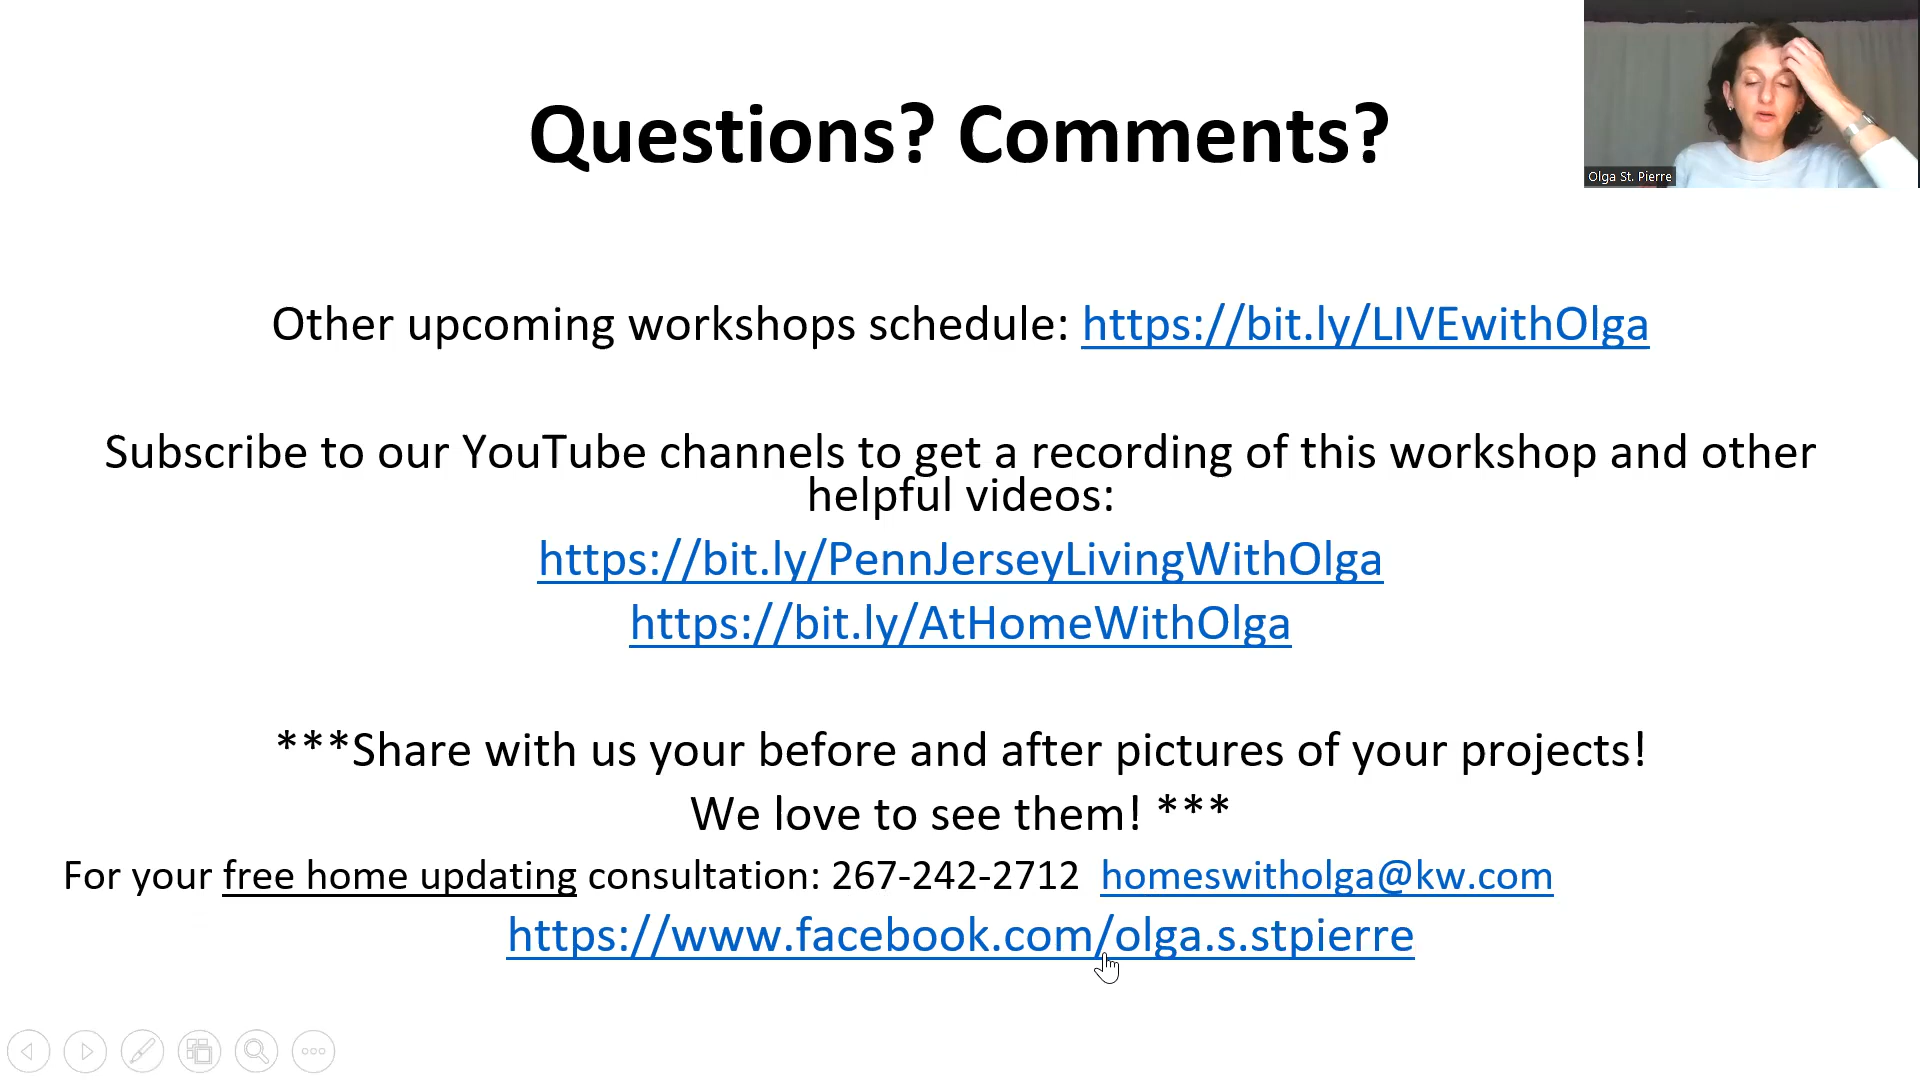 Questions? Comments?
Olga St. Pierre
Other upcoming workshops schedule: https://bit.ly/LIVEwithOlga
Subscribe to our YouTube channels to get a recording of this workshop and other
helpful videos:
https://bit.ly/PennJerseyLivingWithOlga
https://bit.ly/AtHomeWithOlga
***Share with us your before and after pictures of your projects!
We love to see them! ***
For your free home updating consultation: 267-242-2712 homeswitholga@kw.com
https://www.facebook.com/olga.s.stpierre